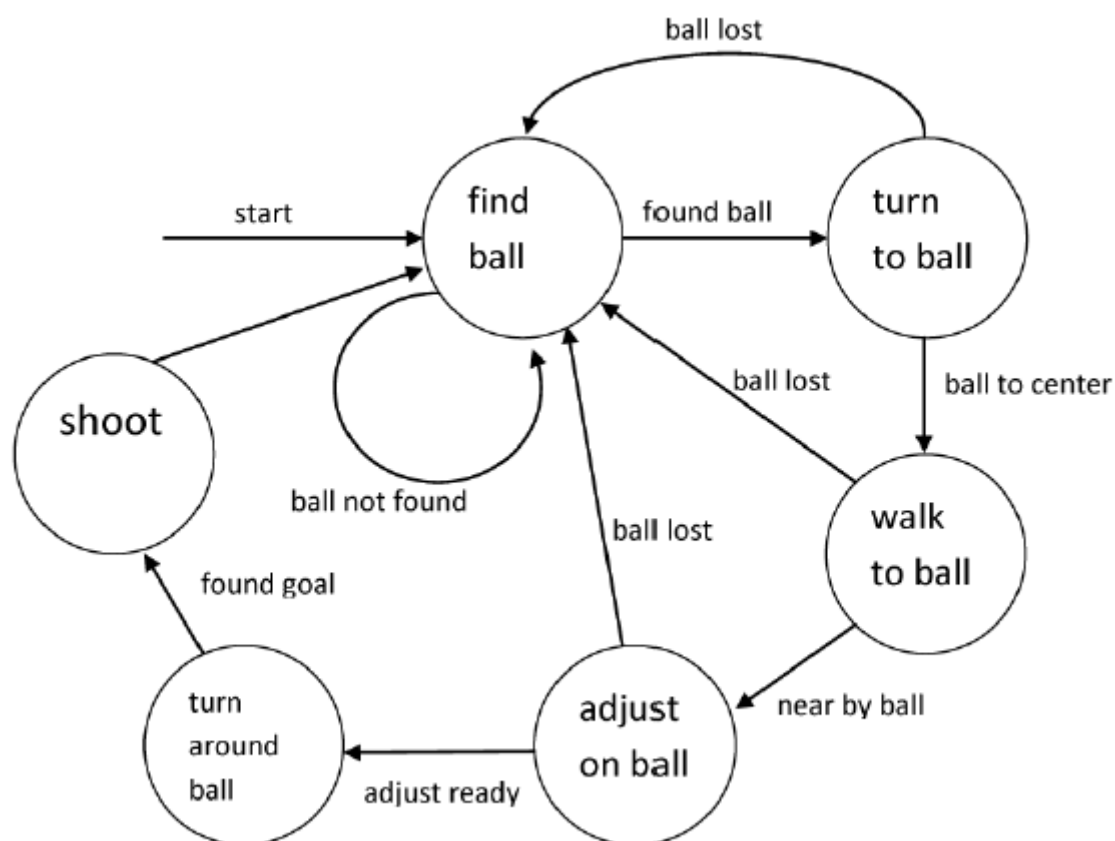 ball lost
find
ball
start
found ball
turn
to ball
ball lost
ball to center
shoot
ball not found
ball lost
walk
to ball
found goal
near by ball
turn
around
ball
adjust
on ball
adjust ready